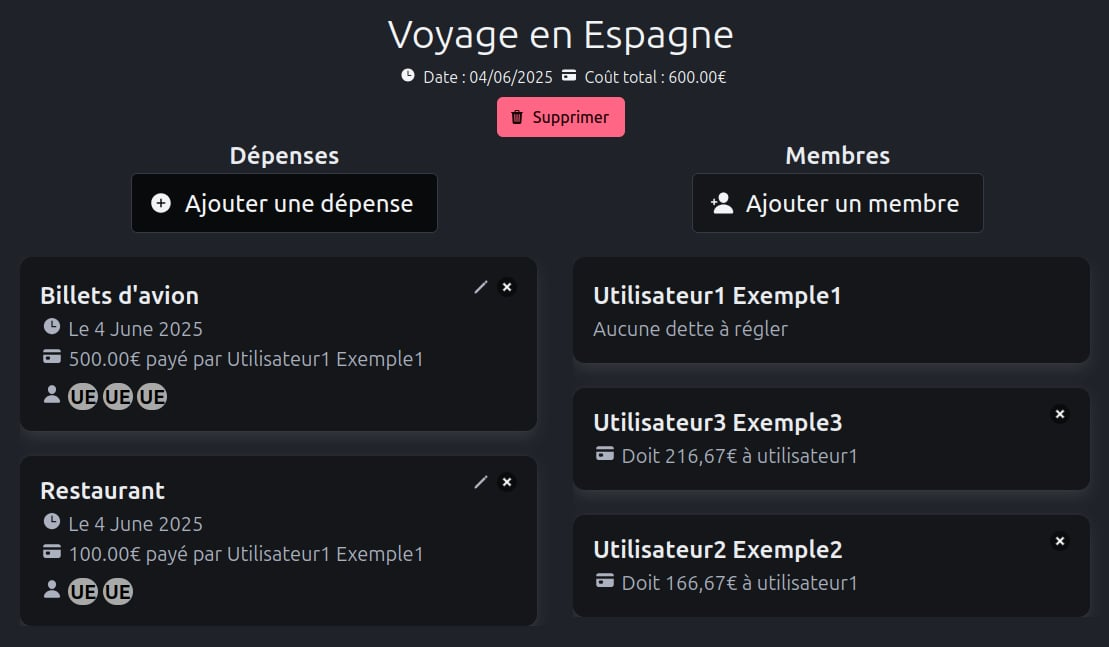 Voyage en Espagne
Date : 04/06/2025 Coût total : 600.00€
Supprimer
Dépenses
Ajouter une dépense
Billets d'avion
Le 4 June 2025
500.00€ payé par Utilisateur1 Exemple1
UE UE UE
Restaurant
Le 4 June 2025
100.00€ payé par Utilisateur1 Exemple1
UE UE
Membres
Ajouter un membre
Utilisateur1 Exemple1
Aucune dette à régler
Utilisateur3 Exemple3
Doit 216,67€ à utilisateur1
Utilisateur2 Exemple2
Doit 166,67€ à utilisateur1